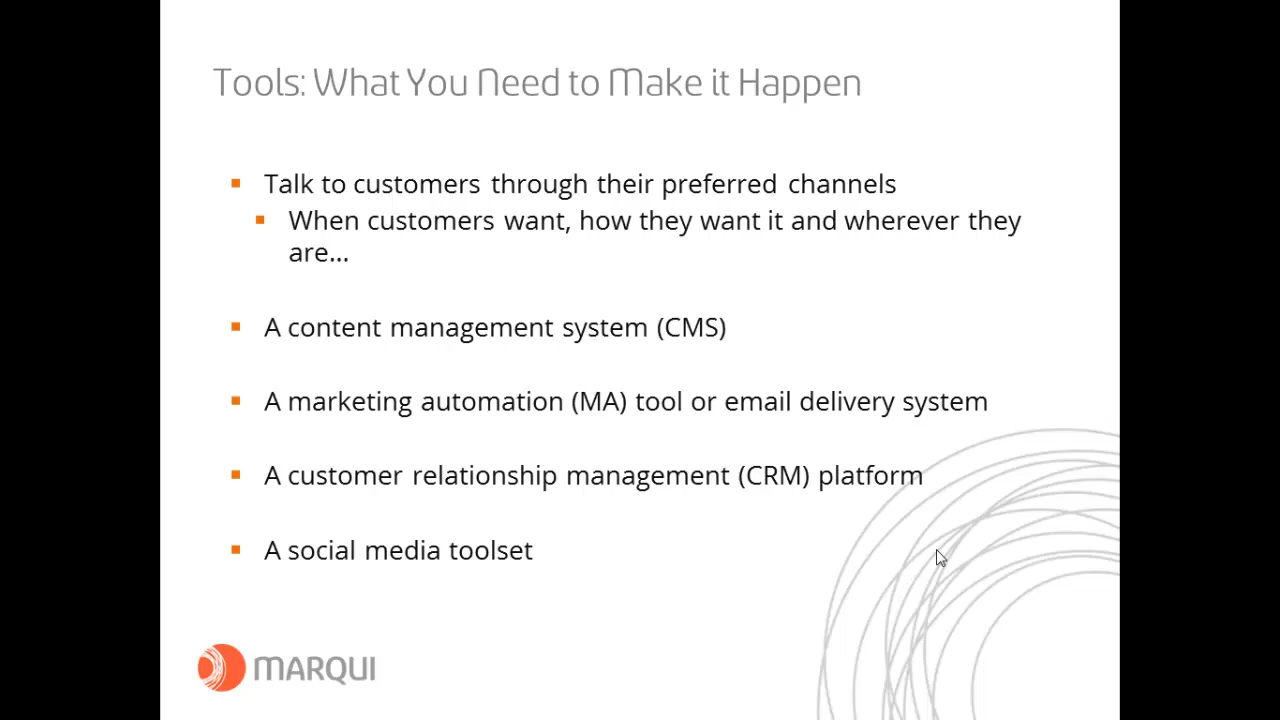 Tools: What You Need to Make it Happen
Talk to customers through their preferred channels
When customers want, how they want it and wherever they
are...
A content management system (CMS)
A marketing automation (MA) tool or email delivery system
A customer relationship management (CRM) platform
A social media toolset
MARQUI